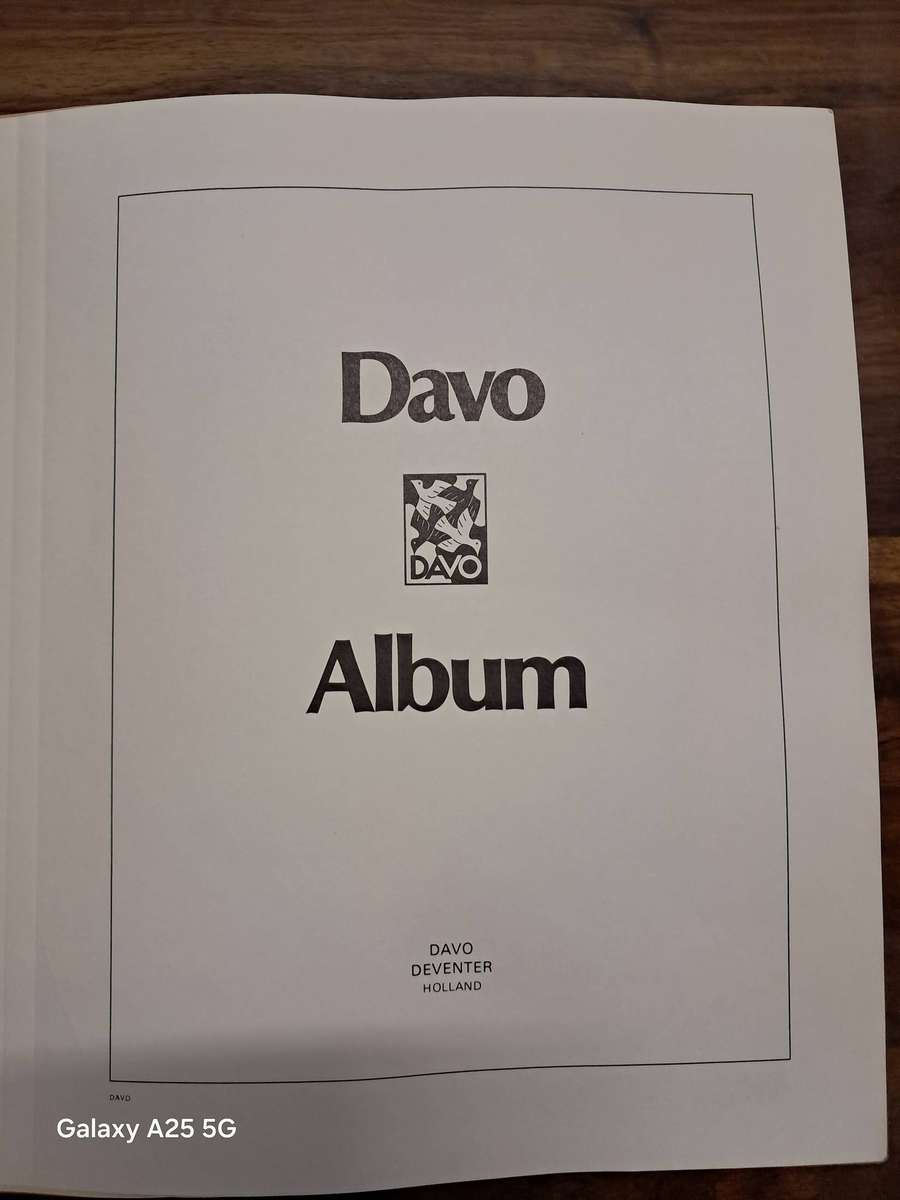 Davo
DAVO
Album
DAVO
DEVENTER
HOLLAND
DAVO
Galaxy A25 5G